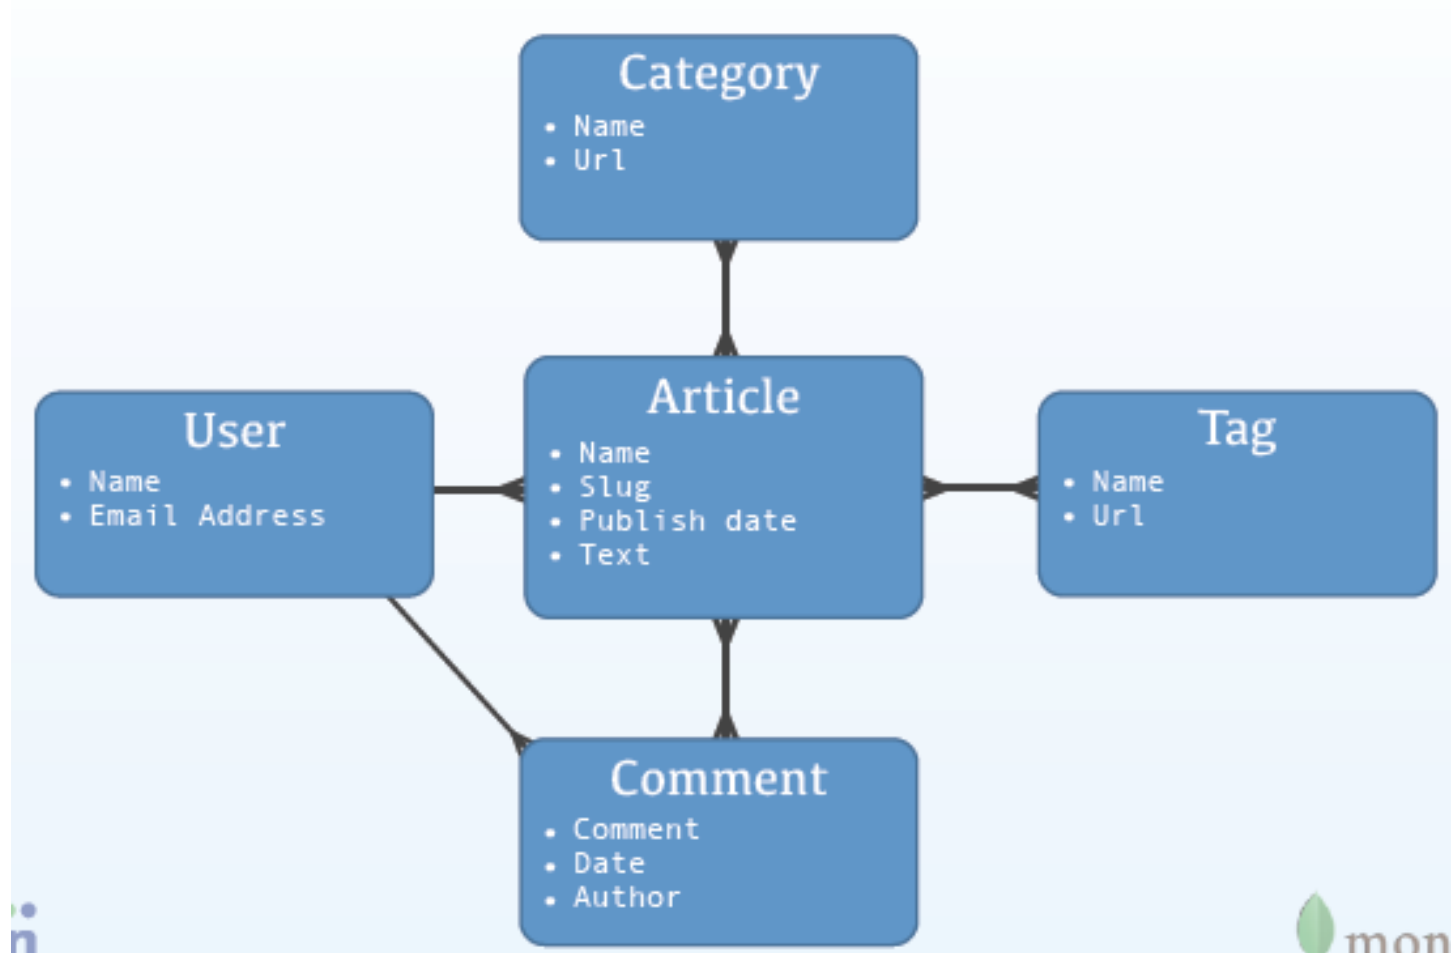 Category
• Name
• Url
Article
• Name
• Slug
• Publish date
• Text
User
• Name
• Email Address
Tag
• Name
• Url
Comment
• Comment
• Date
• Author
mon